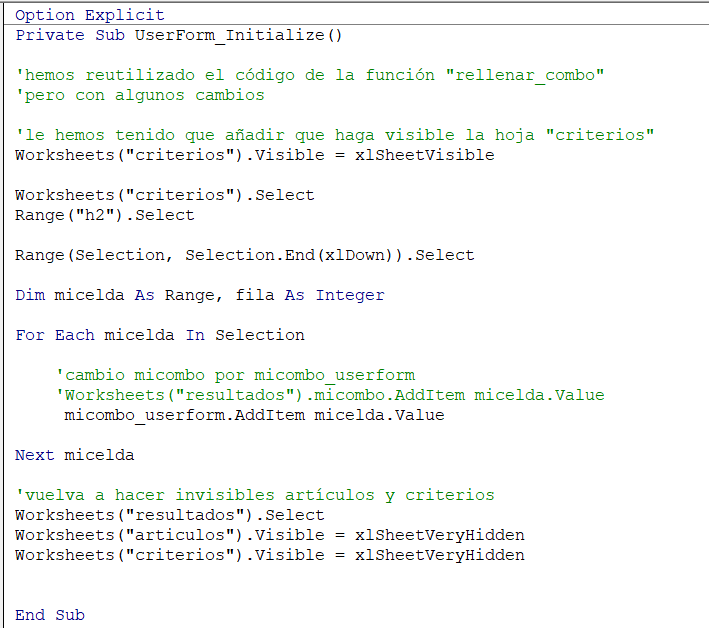 Option Explicit
Private Sub UserForm_Initialize()
'hemos reutilizado el código de la función "rellenar_combo"
'pero con algunos cambios
'le hemos tenido que añadir que haga visible la hoja "criterios"
Worksheets("criterios").Visible = xlSheetVisible
Worksheets("criterios").Select
Range("h2").Select
Range(Selection, Selection.End(xlDown)).Select
Dim micelda As Range, fila As Integer
For Each micelda In Selection
'cambio micombo por micombo_userform
'Worksheets("resultados").micombo.AddItem micelda.Value
micombo_userform.AddItem micelda.Value
Next micelda
'vuelva a hacer invisibles artículos y criterios
Worksheets("resultados").Select
Worksheets("articulos").Visible = xlSheetVeryHidden
Worksheets("criterios").Visible = xlSheetVeryHidden
End Sub